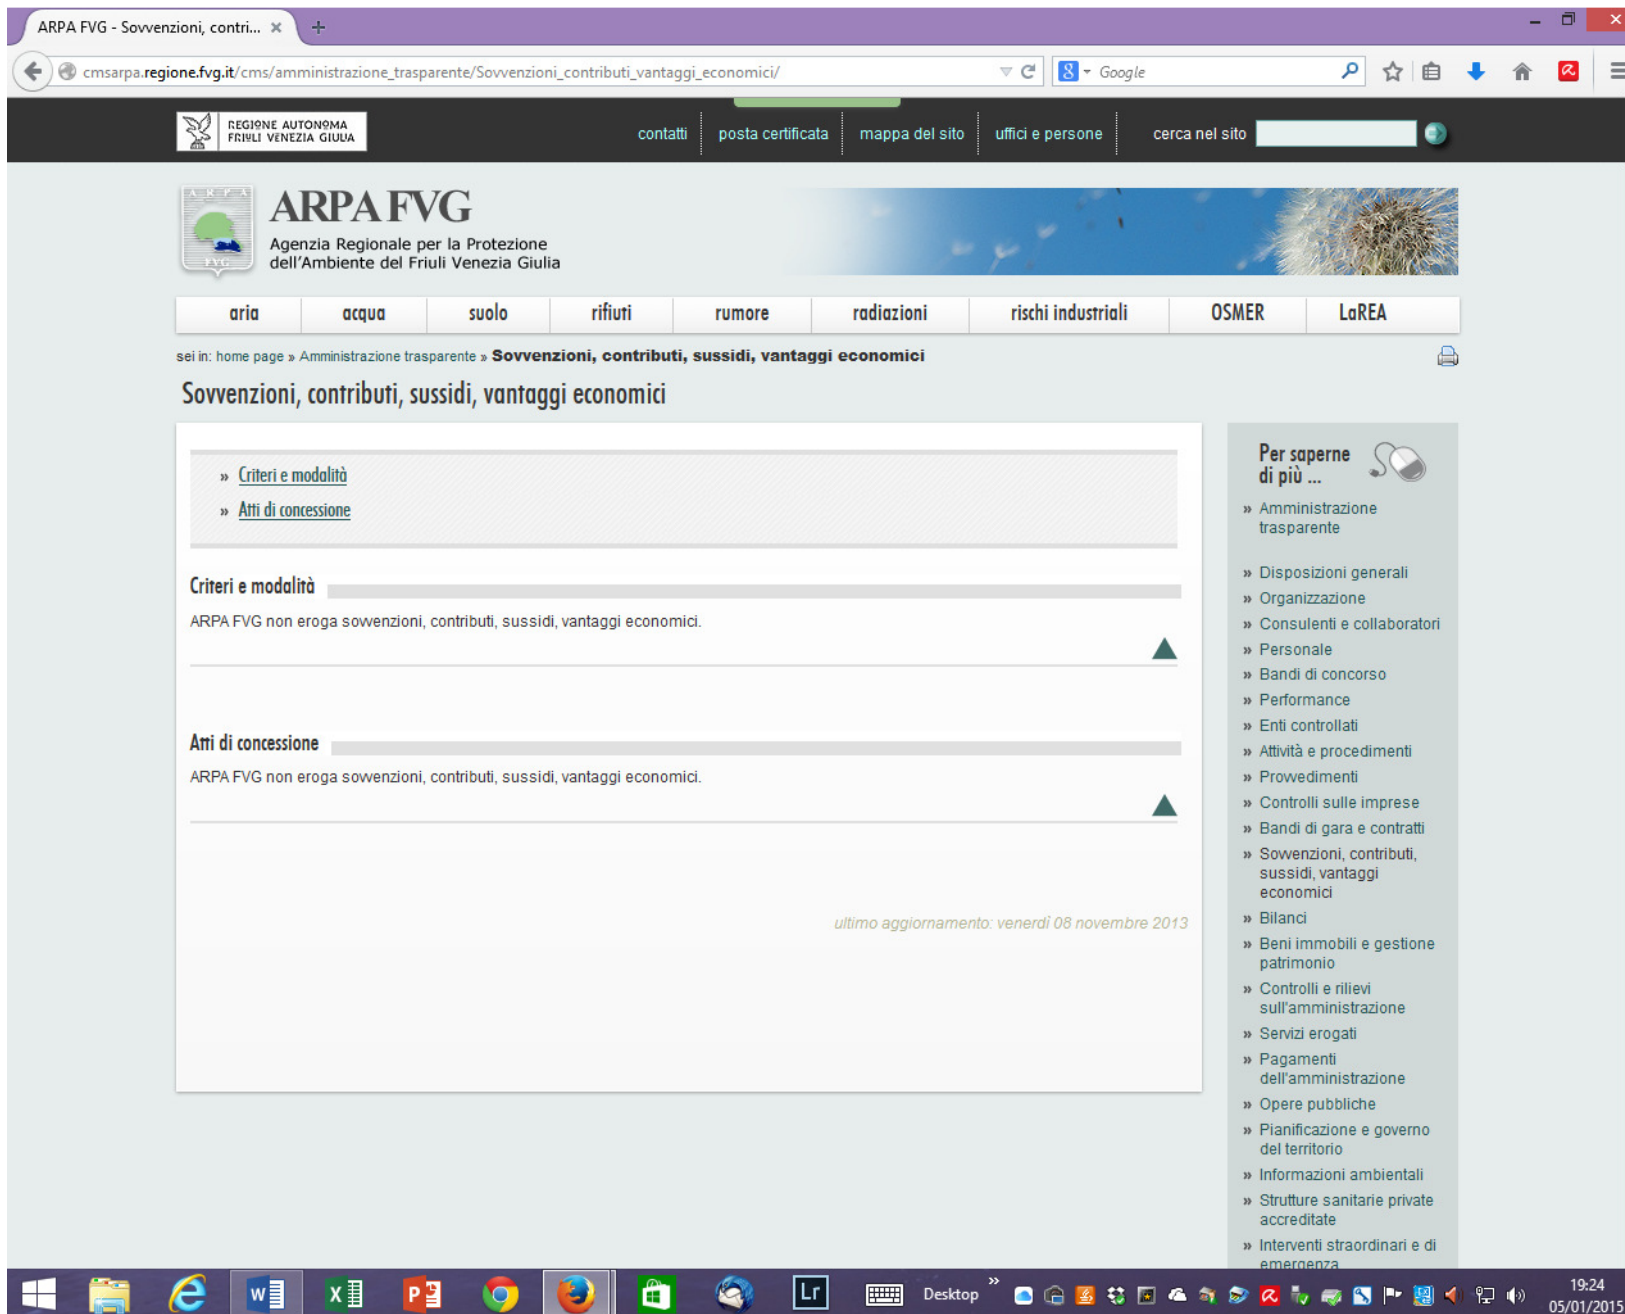 ARPA FVG - Sovvenzioni, contri...
cmsarpa.regione.fvg.it/cms/amministrazione_trasparente/Sovvenzioni_contributi_vantaggi_economici/
Google
REGIONE AUTONOMA
FRIULI VENEZIA GIULIA
contatti
posta certificata
mappa del sito
uffici e persone
cerca nel sito
ARPA
FVG
ARPA FVG
Agenzia Regionale per la Protezione
dell'Ambiente del Friuli Venezia Giulia
aria acqua suolo rifiuti rumore radiazioni rischi industriali OSMER LaREA
sei in: home page » Amministrazione trasparente » Sovvenzioni, contributi, sussidi, vantaggi economici
Sovvenzioni, contributi, sussidi, vantaggi economici
» Criteri e modalità
» Atti di concessione
Criteri e modalità
ARPA FVG non eroga sovvenzioni, contributi, sussidi, vantaggi economici.
Atti di concessione
ARPA FVG non eroga sovvenzioni, contributi, sussidi, vantaggi economici.
ultimo aggiornamento: venerdì 08 novembre 2013
Per saperne
di più ...
» Amministrazione
trasparente
» Disposizioni generali
» Organizzazione
» Consulenti e collaboratori
» Personale
» Bandi di concorso
» Performance
» Enti controllati
» Attività e procedimenti
» Provvedimenti
» Controlli sulle imprese
» Bandi di gara e contratti
» Sovvenzioni, contributi,
sussidi, vantaggi
economici
» Bilanci
» Beni immobili e gestione
patrimonio
» Controlli e rilievi
sull'amministrazione
» Servizi erogati
» Pagamenti
dell'amministrazione
» Opere pubbliche
» Pianificazione e governo
del territorio
» Informazioni ambientali
» Strutture sanitarie private
accreditate
» Interventi straordinari e di
emergenza
Lr
Desktop
19:24
05/01/2015